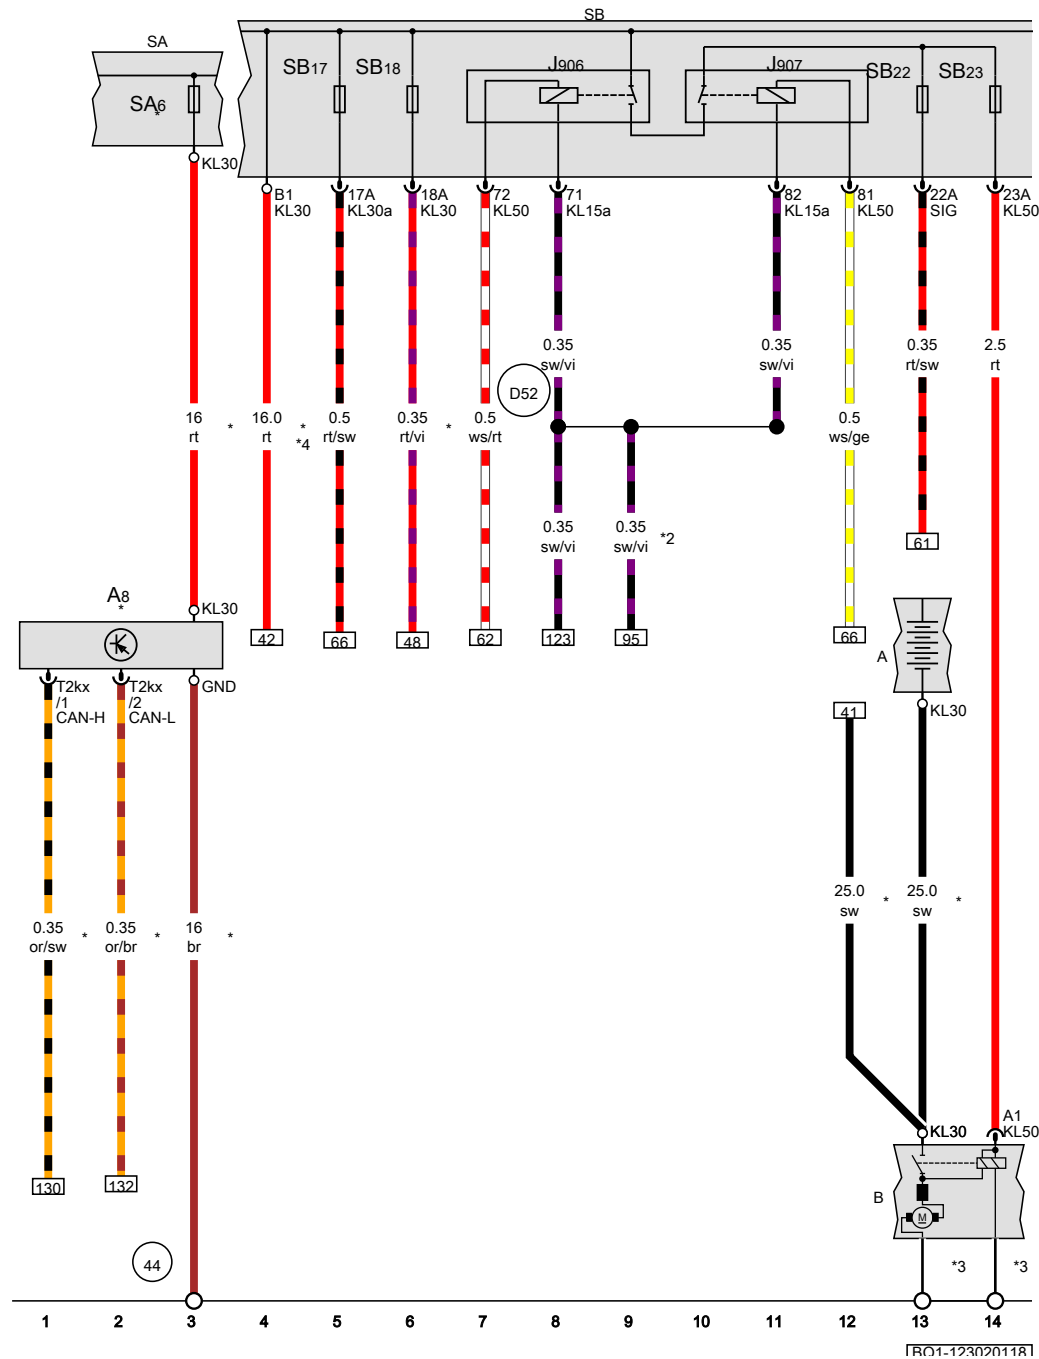 SB
SA
SB17
SB18
J906
J907
SB22
SB23
SA6
*
KL30
B1
KL30
17A
KL30a
18A
KL30
72
KL50
71
KL15a
82
KL15a
81
KL50
22A
SIG
23A
KL50
0.35
sw/vi
0.35
sw/vi
0.35
rt/sw
2.5
rt
D52
16
rt
*
16.0
rt
*
*4
0.5
rt/sw
0.35
rt/vi
*
0.5
ws/rt
0.5
ws/ge
0.35
sw/vi
0.35
sw/vi
*2
61
A8
*
KL30
42
66
48
62
123
95
66
A
T2kx
/1
CAN-H
T2kx
/2
CAN-L
GND
41
KL30
25.0
sw
*
25.0
sw
*
0.35
or/sw
*
0.35
or/br
*
16
br
*
A1
KL50
KL30
130
132
B
M
44
*3
*3
1 2 3 4 5 6 7 8 9 10 11 12 13 14
BQ1-123020118